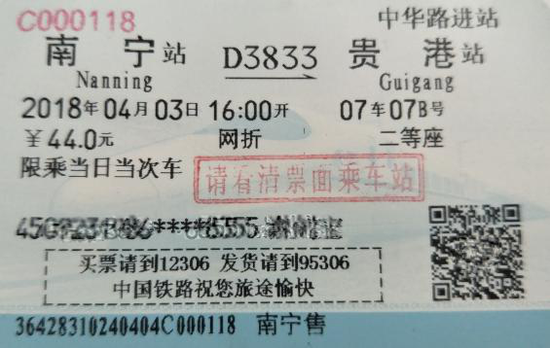 C000118 中华路进站
南宁站 D3833 贵港站
Nanning Guigang
2018年04月03日 16:00开 07车07B号
￥44.0元 网折 二等座
限乘当日当次车
请看清票面乘车站
买票请到12306 发货请到95306
中国铁路祝您旅途愉快
36428310240404C000118 南宁售